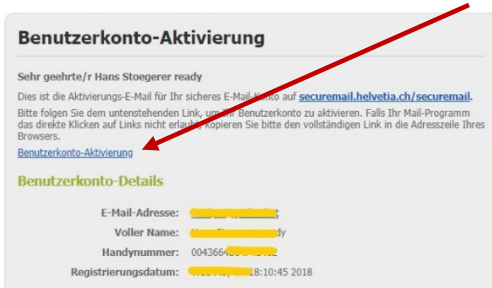 Benutzerkonto-Aktivierung
Sehr geehrte/r Hans Stoegerer ready
Dies ist die Aktivierungs-E-Mail für Ihr sicheres E-Mail-Konto auf securemail.helvetia.ch/securemail.
Bitte folgen Sie dem untenstehenden Link, um Ihr Benutzerkonto zu aktivieren. Falls Ihr Mail-Programm
das direkte Klicken auf Links nicht erlaubt, kopieren Sie bitte den vollständigen Link in die Adresszeile Ihres
Browsers.
Benutzerkonto-Aktivierung
Benutzerkonto-Details
E-Mail-Adresse:
Voller Name:
Handynummer: 0043664
Registrierungsdatum: 18:10:45 2018